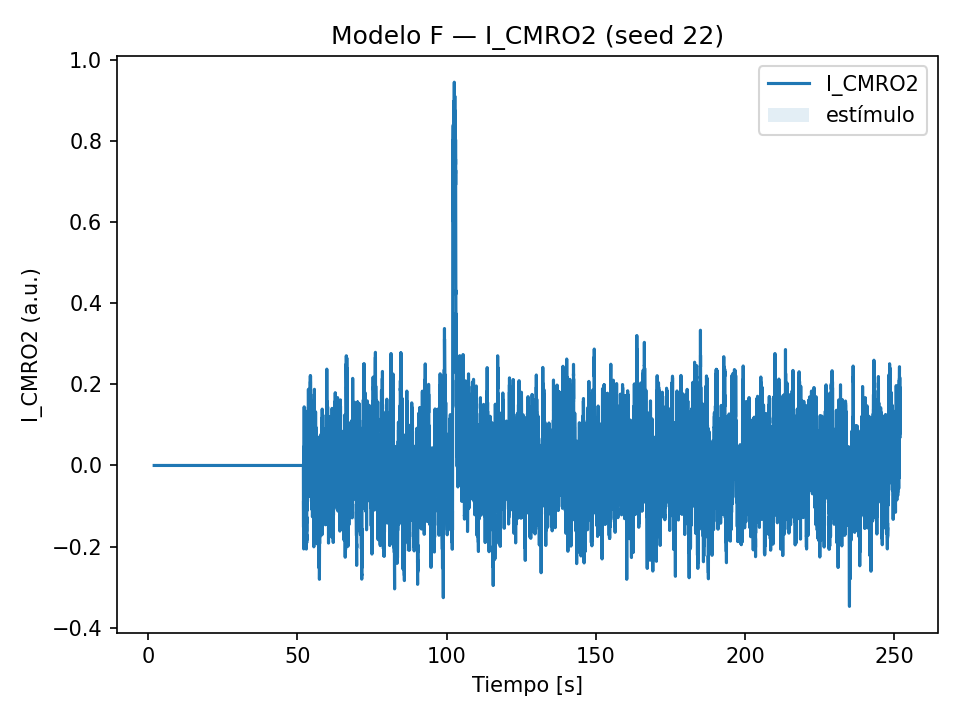 Modelo F — I_CMRO2 (seed 22)
I_CMRO2
estímulo
1.0
0.8
0.6
0.4
0.2
0.0
−0.2
−0.4
I_CMRO2 (a.u.)
0 50 100 150 200 250
Tiempo [s]